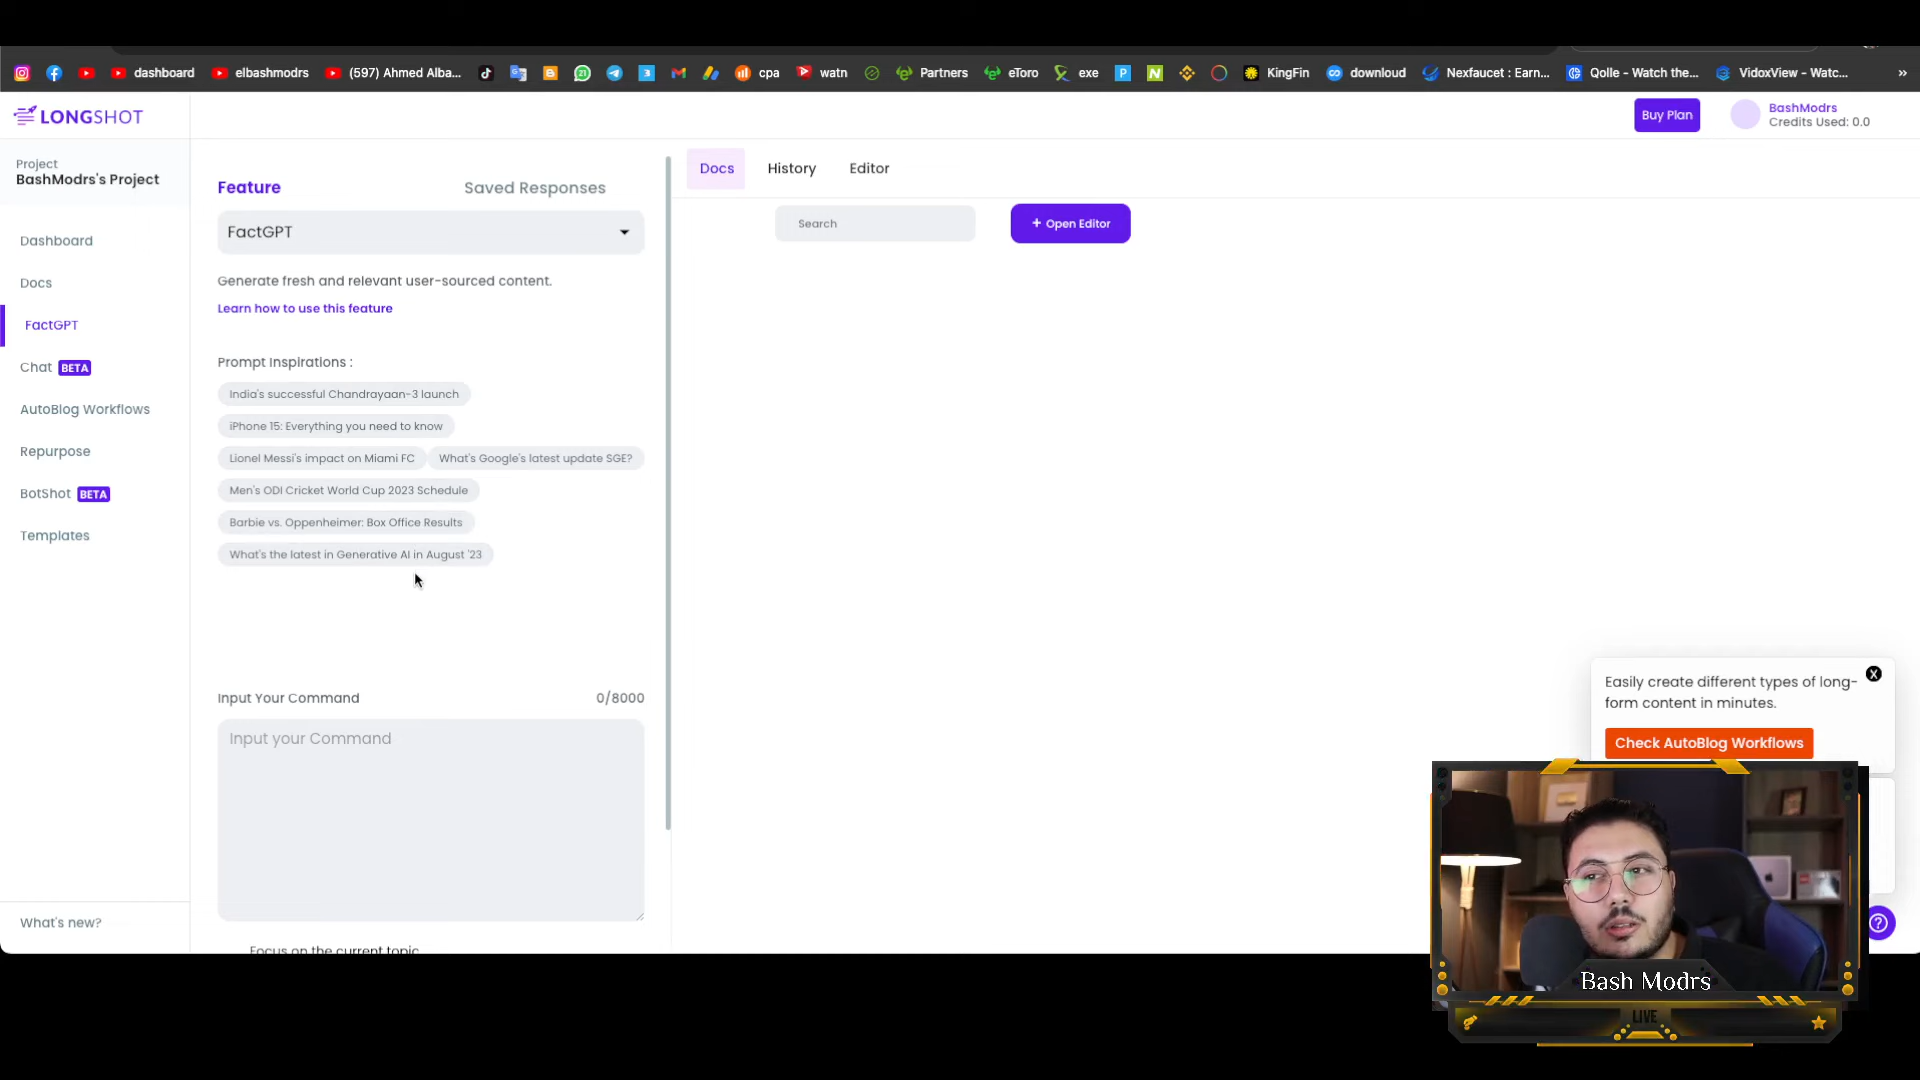 dashboard elbashmodrs (597) Ahmed Alba... cpa watn Partners eToro exe KingFin downloud Nexfaucet : Earn... Qolle - Watch the... VidoxView - Watc... »
LONGSHOT
Buy Plan
BashModrs
Credits Used: 0.0
Project
BashModrs's Project
Dashboard
Docs
FactGPT
Chat BETA
AutoBlog Workflows
Repurpose
BotShot BETA
Templates
What's new?
Feature Saved Responses
FactGPT
Generate fresh and relevant user-sourced content.
Learn how to use this feature
Prompt Inspirations :
India's successful Chandrayaan-3 launch
iPhone 15: Everything you need to know
Lionel Messi's impact on Miami FC What's Google's latest update SGE?
Men's ODI Cricket World Cup 2023 Schedule
Barbie vs. Oppenheimer: Box Office Results
What's the latest in Generative AI in August '23
Input Your Command 0/8000
Input your Command
Focus on the current topic
Docs History Editor
Search + Open Editor
X
Easily create different types of long-
form content in minutes.
Check AutoBlog Workflows
?
Bash Modrs
LIVE